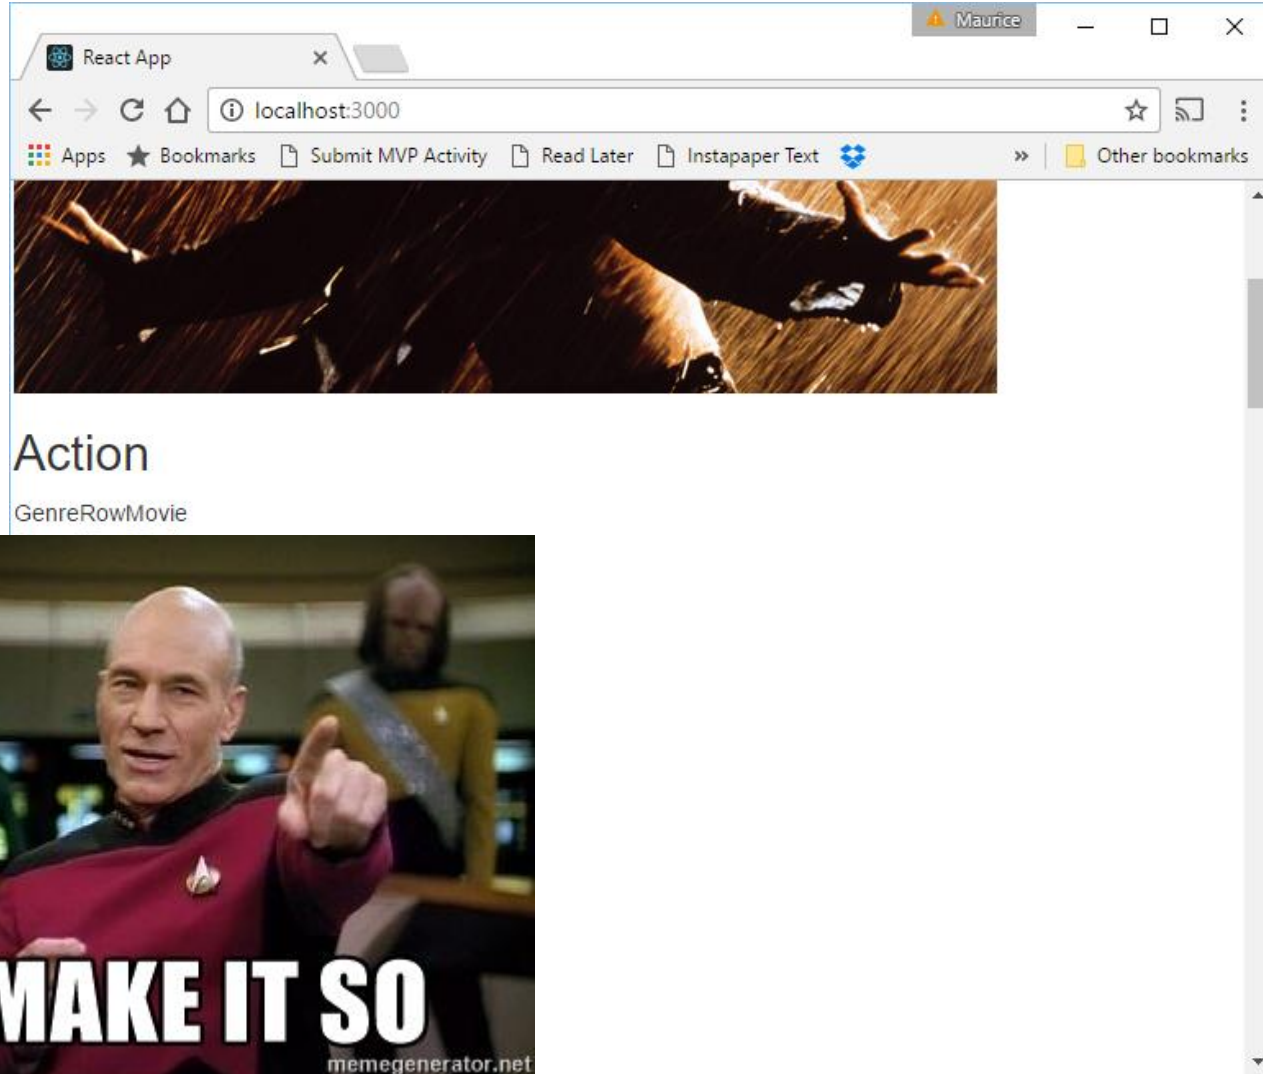 Maurice
React App
localhost:3000
Apps Bookmarks Submit MVP Activity Read Later Instapaper Text » Other bookmarks
Action
GenreRowMovie
MAKE IT SO
memegenerator.net